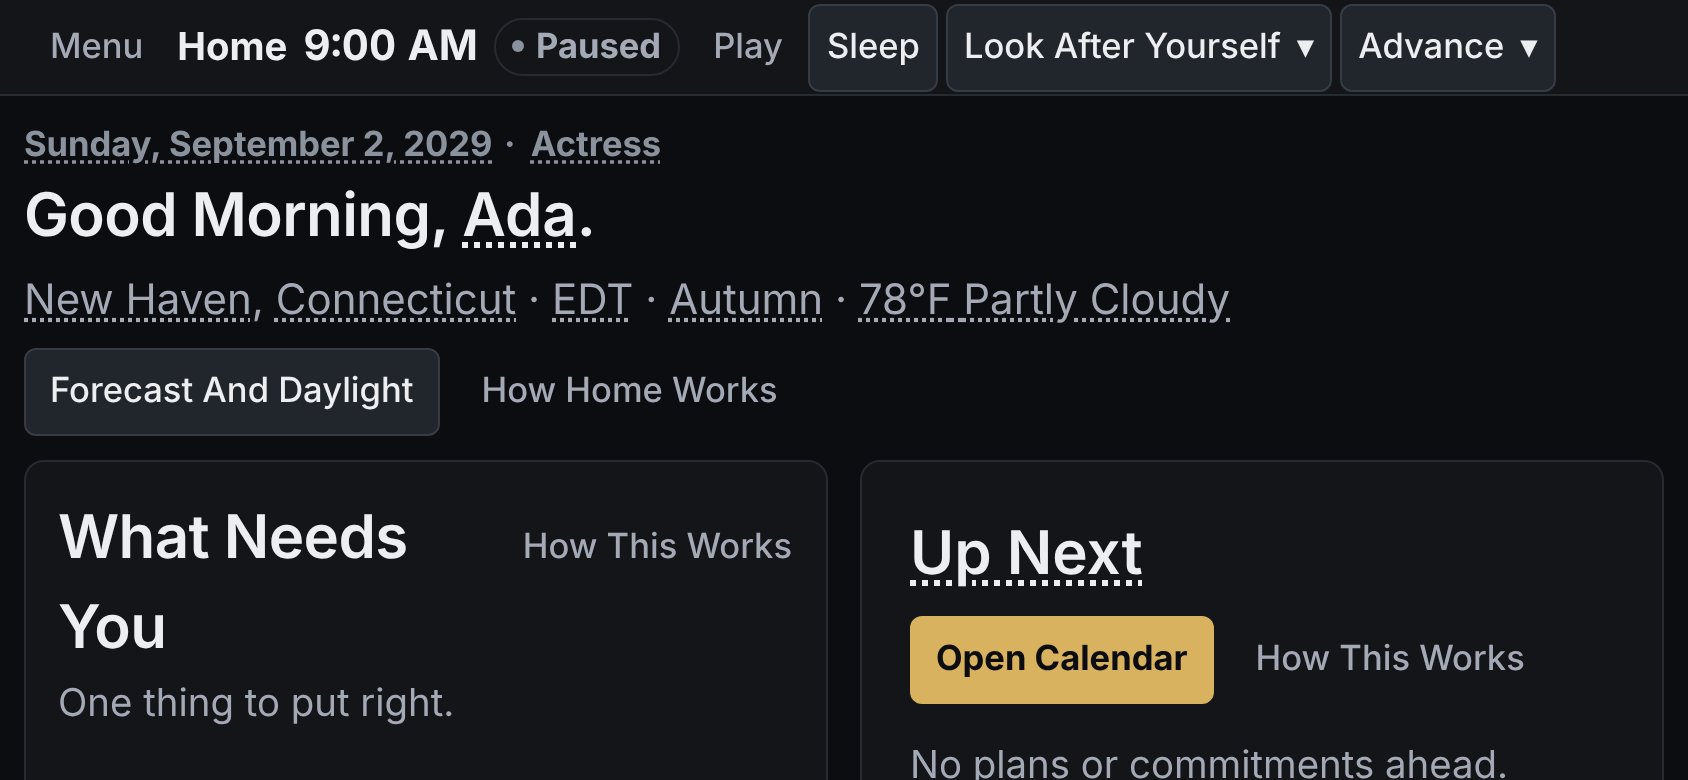 Menu Home 9:00 AM • Paused Play Sleep Look After Yourself ▼ Advance ▼
Sunday, September 2, 2029 · Actress
Good Morning, Ada.
New Haven, Connecticut · EDT · Autumn · 78°F Partly Cloudy
Forecast And Daylight How Home Works
What Needs You
How This Works
One thing to put right.
Up Next
Open Calendar How This Works
No plans or commitments ahead.